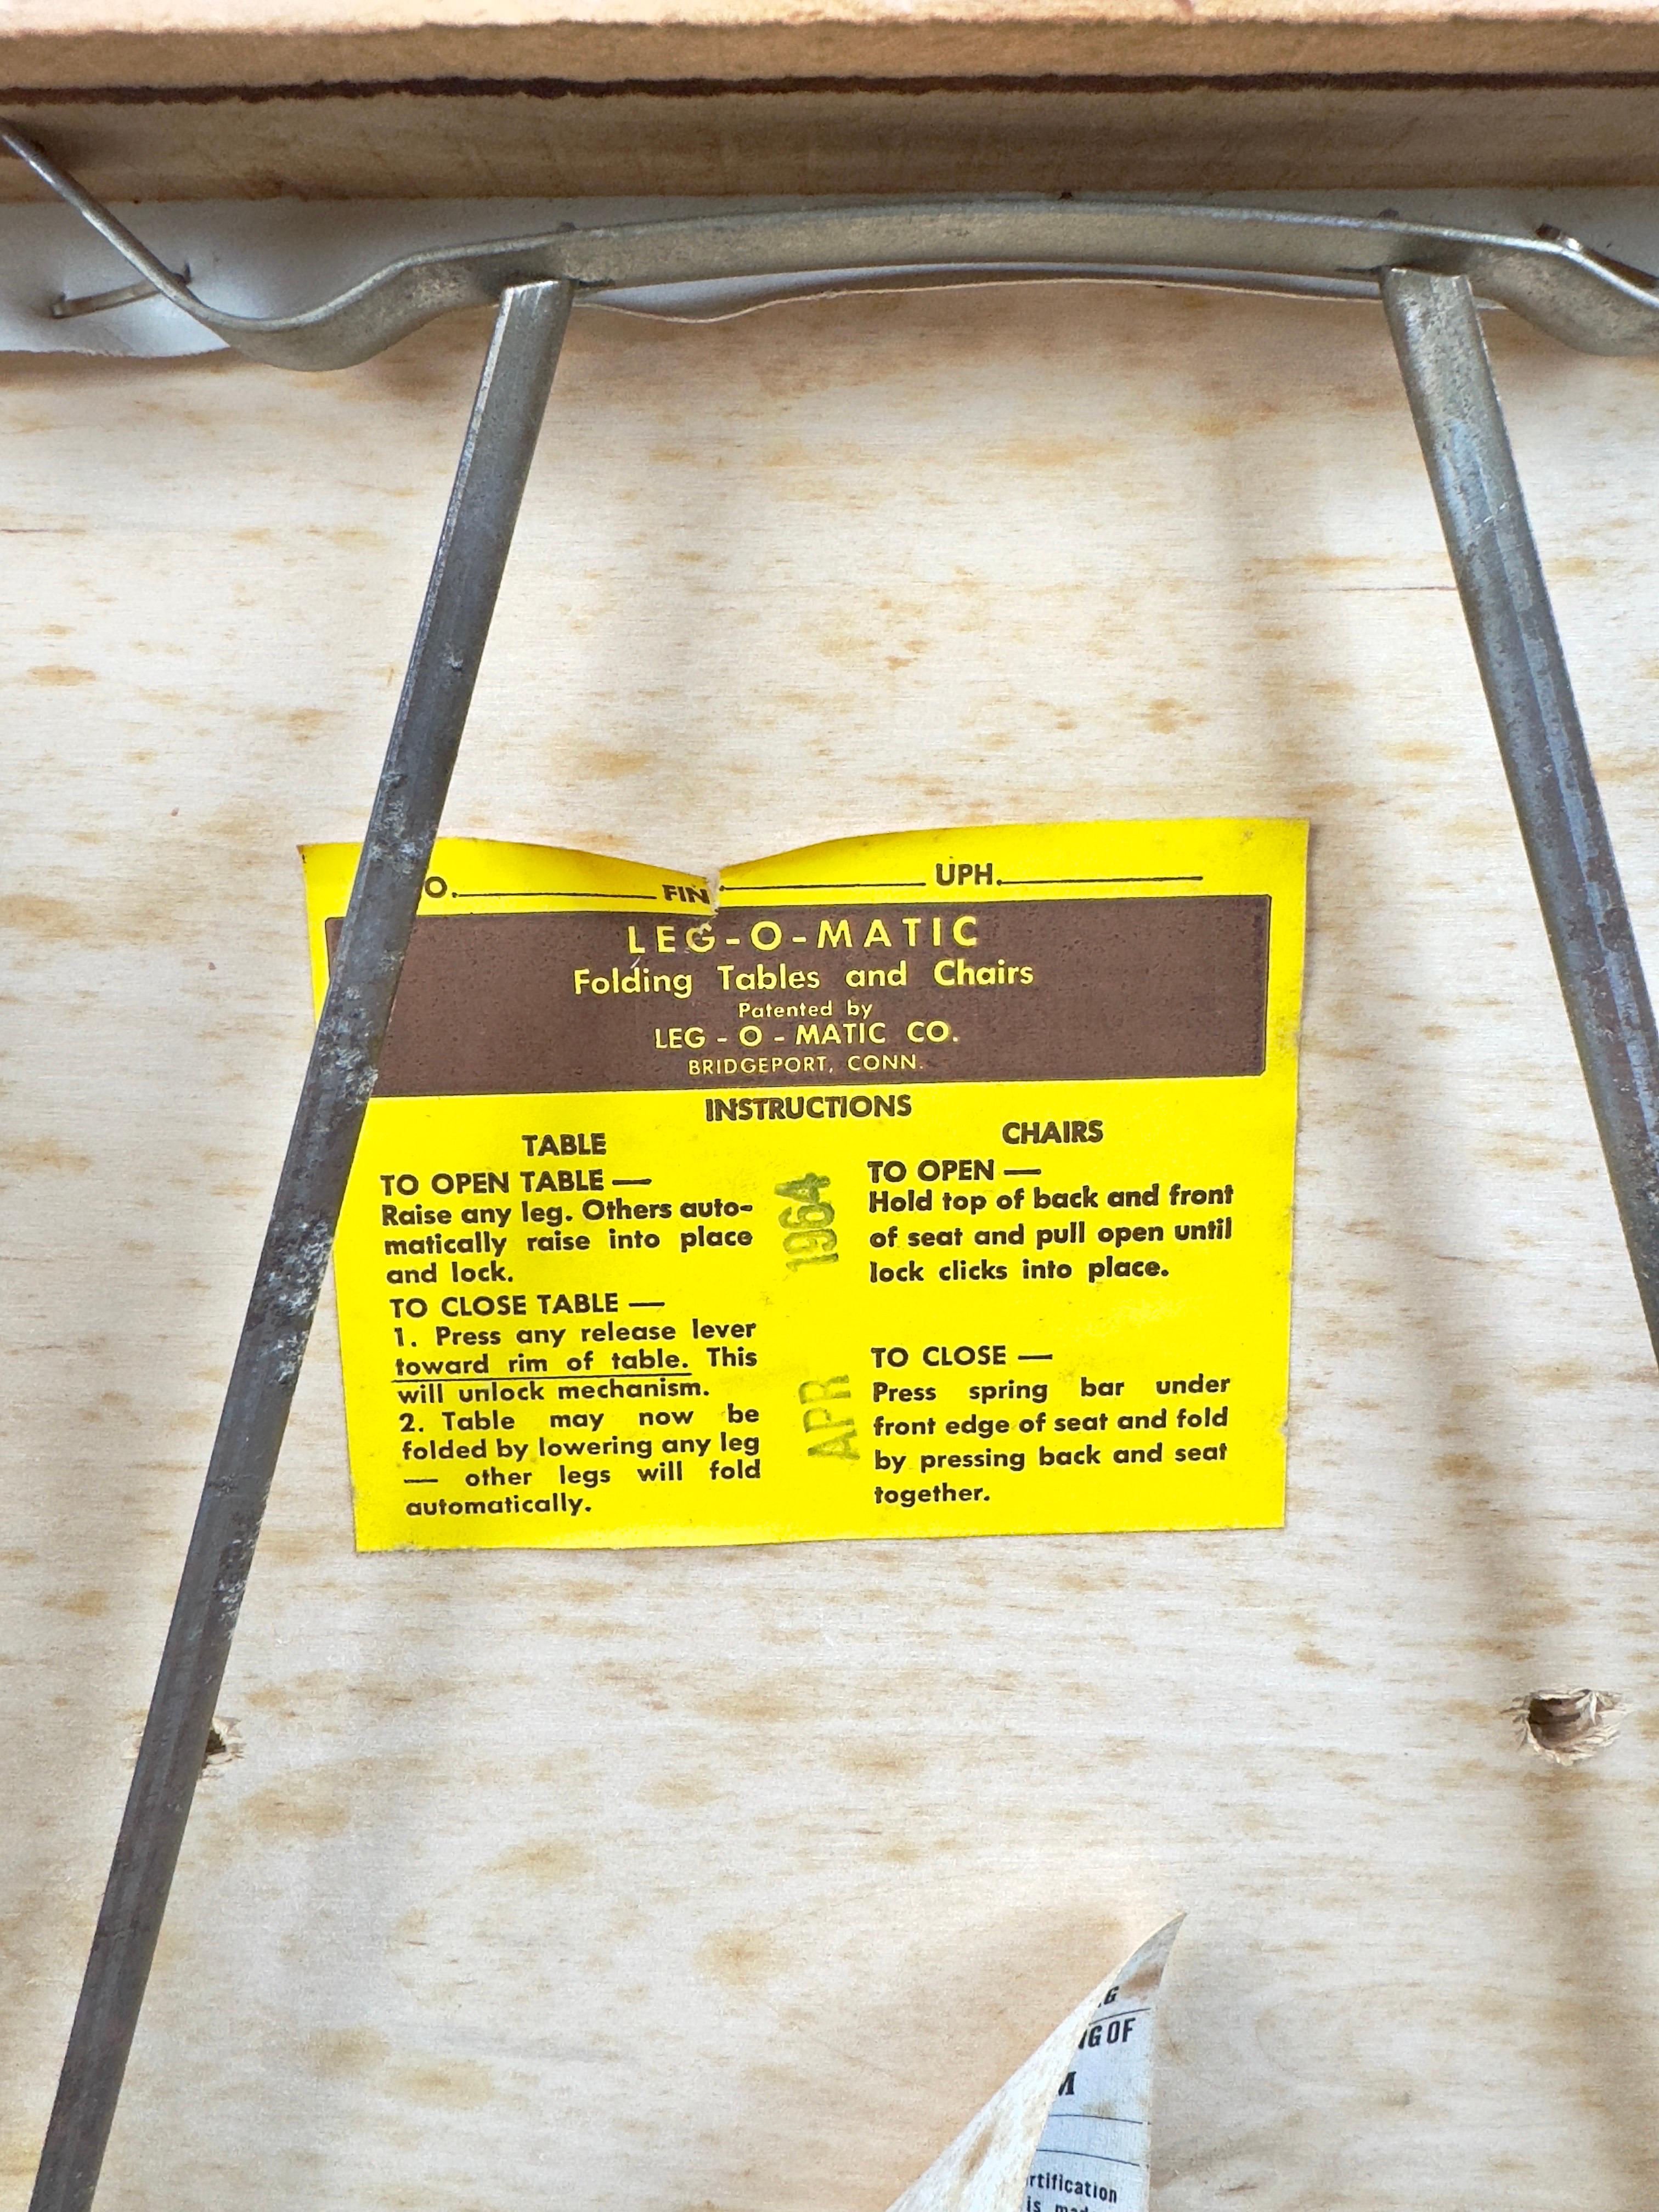 O. FIN. UPH.
LEG-O-MATIC
Folding Tables and Chairs
Patented by
LEG - O - MATIC CO.
BRIDGEPORT, CONN.
INSTRUCTIONS
TABLE
TO OPEN TABLE —
Raise any leg. Others auto-
matically raise into place
and lock.
TO CLOSE TABLE —
1. Press any release lever
toward rim of table. This
will unlock mechanism.
2. Table may now be
folded by lowering any leg
— other legs will fold
automatically.
APR 1964
CHAIRS
TO OPEN —
Hold top of back and front
of seat and pull open until
lock clicks into place.
TO CLOSE —
Press spring bar under
front edge of seat and fold
by pressing back and seat
together.
G OF
rtification
is